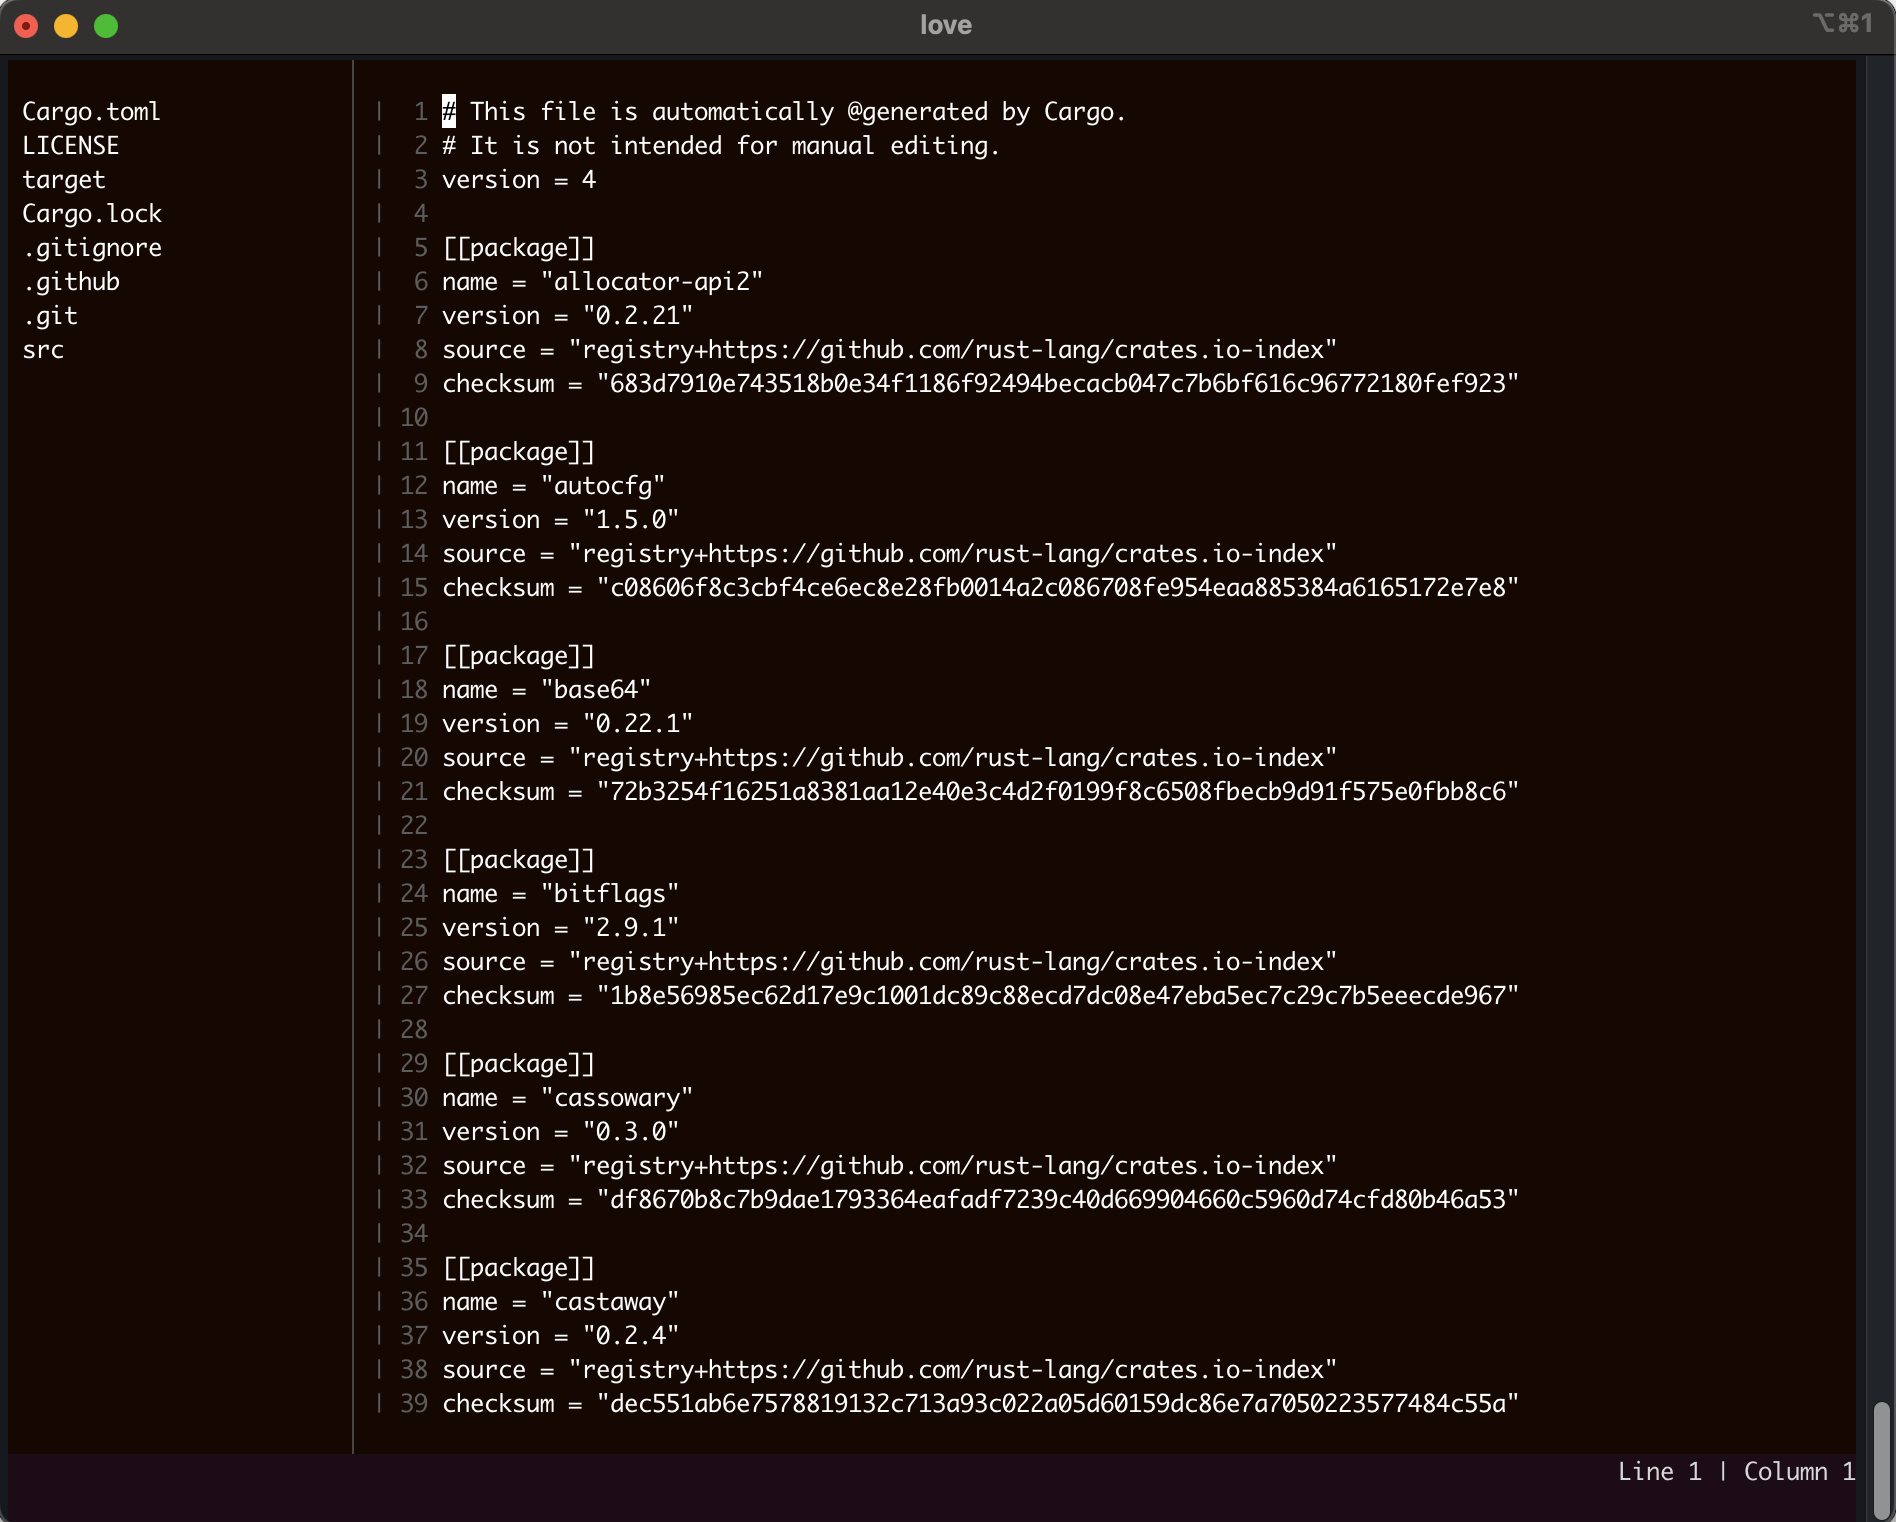 love
⌥⌘1
Cargo.toml
LICENSE
target
Cargo.lock
.gitignore
.github
.git
src
| 1 # This file is automatically @generated by Cargo.
| 2 # It is not intended for manual editing.
| 3 version = 4
| 4
| 5 [[package]]
| 6 name = "allocator-api2"
| 7 version = "0.2.21"
| 8 source = "registry+https://github.com/rust-lang/crates.io-index"
| 9 checksum = "683d7910e743518b0e34f1186f92494becacb047c7b6bf616c96772180fef923"
| 10
| 11 [[package]]
| 12 name = "autocfg"
| 13 version = "1.5.0"
| 14 source = "registry+https://github.com/rust-lang/crates.io-index"
| 15 checksum = "c08606f8c3cbf4ce6ec8e28fb0014a2c086708fe954eaa885384a6165172e7e8"
| 16
| 17 [[package]]
| 18 name = "base64"
| 19 version = "0.22.1"
| 20 source = "registry+https://github.com/rust-lang/crates.io-index"
| 21 checksum = "72b3254f16251a8381aa12e40e3c4d2f0199f8c6508fbecb9d91f575e0fbb8c6"
| 22
| 23 [[package]]
| 24 name = "bitflags"
| 25 version = "2.9.1"
| 26 source = "registry+https://github.com/rust-lang/crates.io-index"
| 27 checksum = "1b8e56985ec62d17e9c1001dc89c88ecd7dc08e47eba5ec7c29c7b5eeecde967"
| 28
| 29 [[package]]
| 30 name = "cassowary"
| 31 version = "0.3.0"
| 32 source = "registry+https://github.com/rust-lang/crates.io-index"
| 33 checksum = "df8670b8c7b9dae1793364eafadf7239c40d669904660c5960d74cfd80b46a53"
| 34
| 35 [[package]]
| 36 name = "castaway"
| 37 version = "0.2.4"
| 38 source = "registry+https://github.com/rust-lang/crates.io-index"
| 39 checksum = "dec551ab6e7578819132c713a93c022a05d60159dc86e7a7050223577484c55a"
Line 1 | Column 1